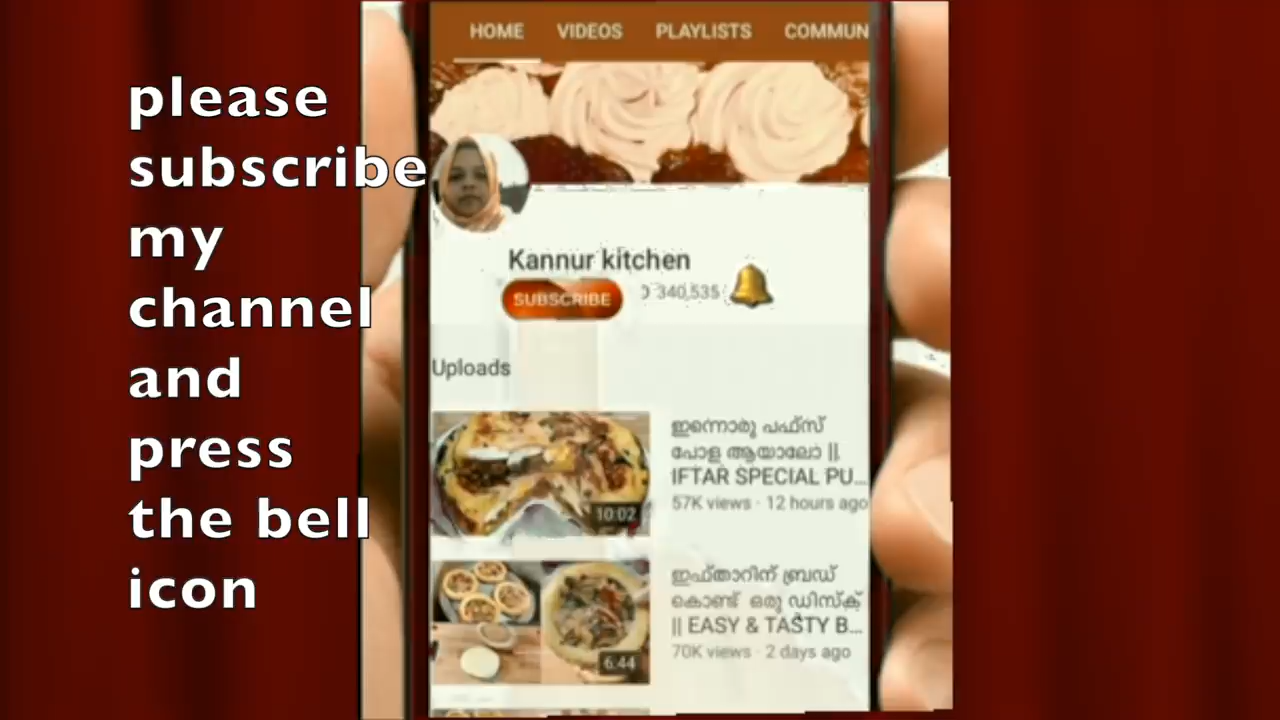 please
subscribe
my
channel
and
press
the bell
icon
HOME VIDEOS PLAYLISTS COMMUN
Kannur kitchen
SUBSCRIBE 340,535
Uploads
ഇന്നൊരു പഫ്സ്
പോള ആയാലോ ||
IFTAR SPECIAL PU...
57K views · 12 hours ago
10:02
ഇഫ്താറിന് ബ്രഡ്
കൊണ്ട് ഒരു ഡിസ്ക്
|| EASY & TASTY B...
70K views · 2 days ago
6:44